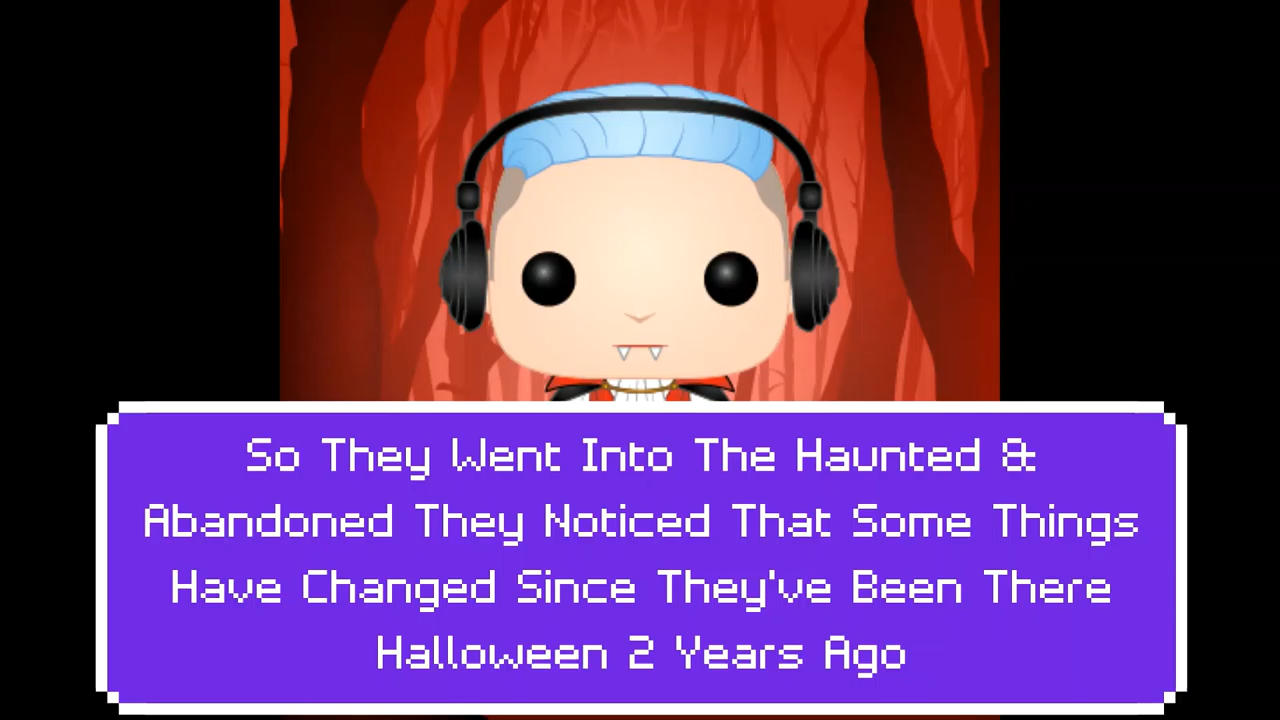 So They Went Into The Haunted &
Abandoned They Noticed That Some Things
Have Changed Since They've Been There
Halloween 2 Years Ago